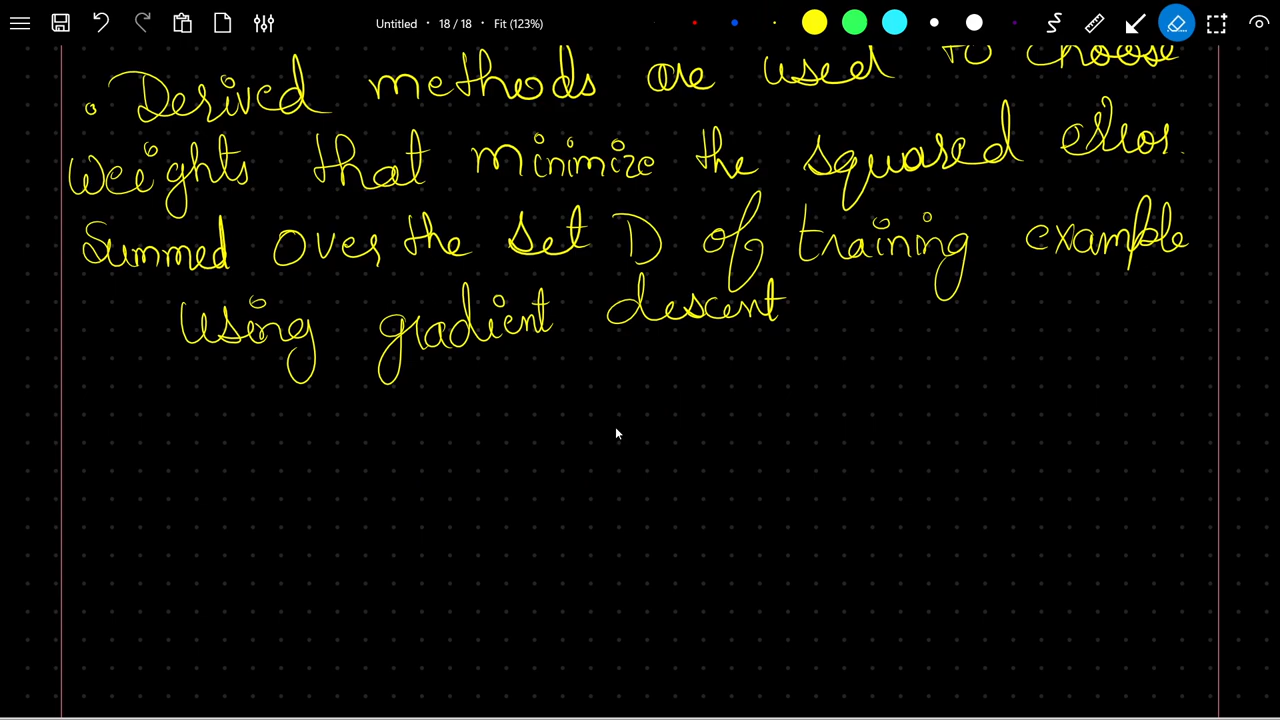 Untitled • 18 / 18 • Fit (123%)
Derived methods are used to choose
Weights that minimize the squared error.
Summed over the set D of training example
Using gradient descent